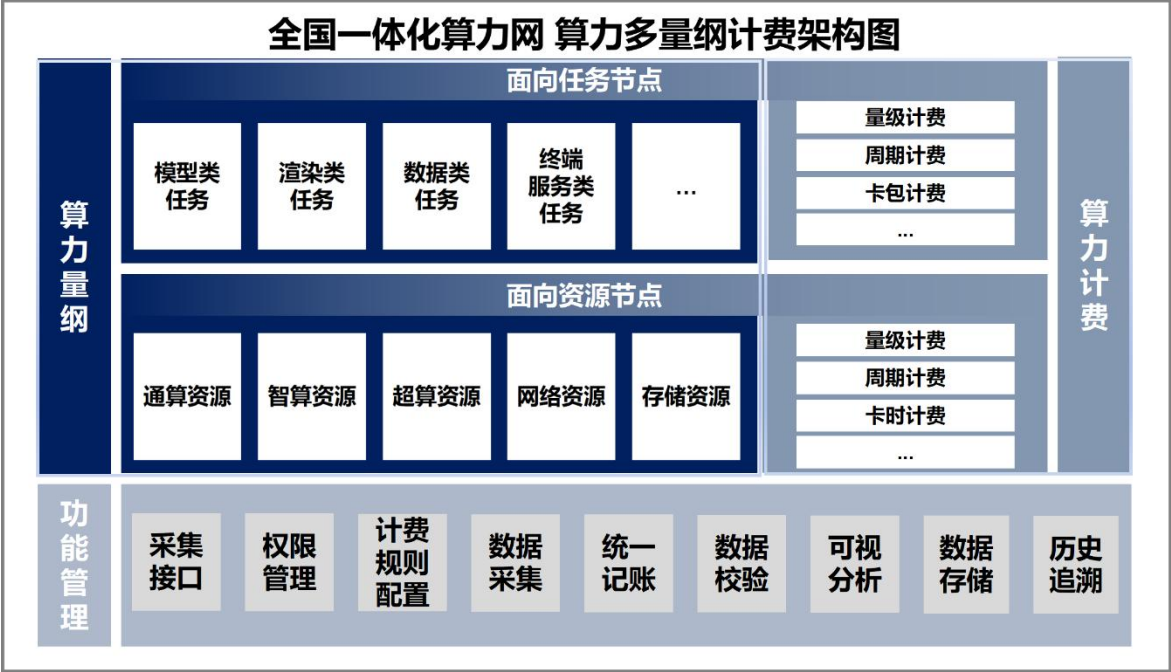 全国一体化算力网 算力多量纲计费架构图
算
力
量
纲
面向任务节点
模型类
任务
渲染类
任务
数据类
任务
终端
服务类
任务
...
量级计费
周期计费
卡包计费
...
面向资源节点
通算资源
智算资源
超算资源
网络资源
存储资源
量级计费
周期计费
卡时计费
...
算
力
计
费
功
能
管
理
采集
接口
权限
管理
计费
规则
配置
数据
采集
统一
记账
数据
校验
可视
分析
数据
存储
历史
追溯